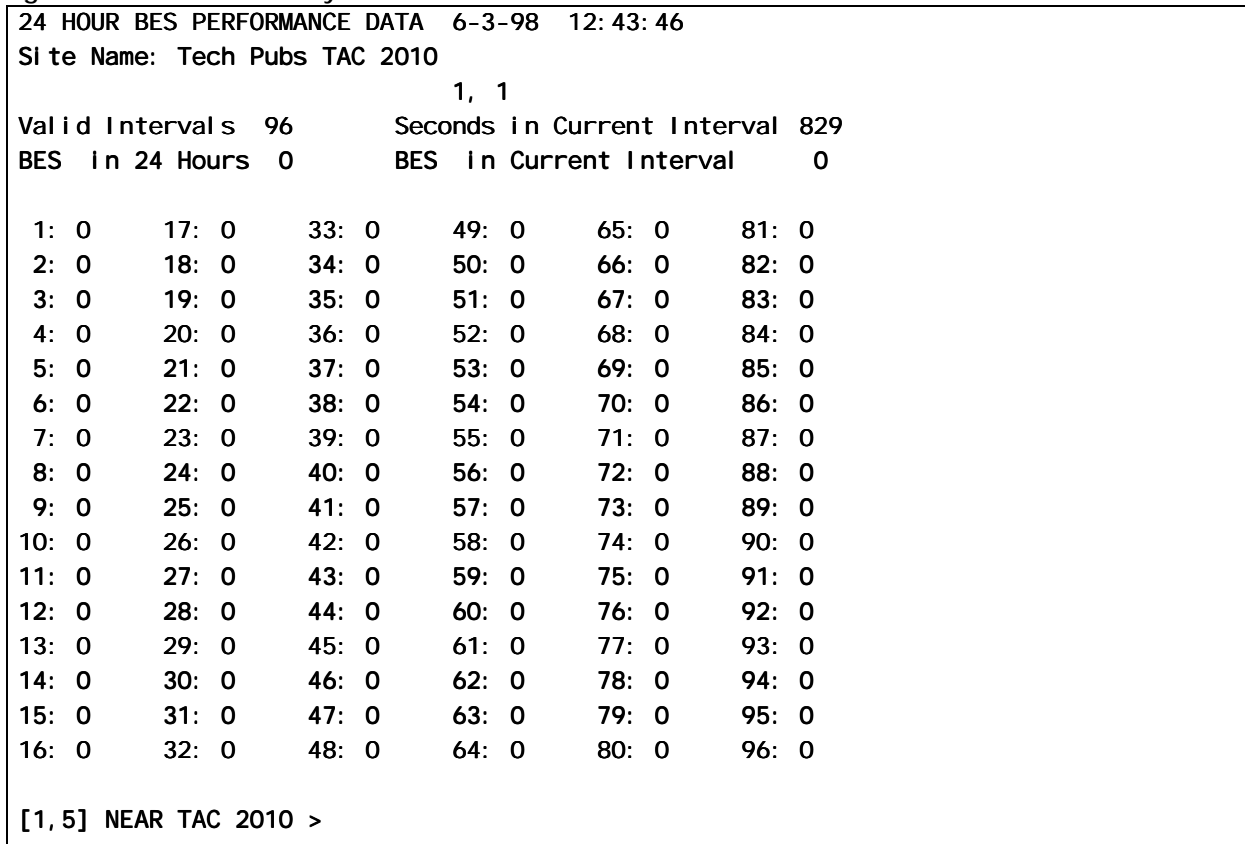 24 HOUR BES PERFORMANCE DATA 6-3-98 12:43:46
Site Name: Tech Pubs TAC 2010
1, 1
Valid Intervals 96 Seconds in Current Interval 829
BES in 24 Hours 0 BES in Current Interval 0
1: 0 17: 0 33: 0 49: 0 65: 0 81: 0
2: 0 18: 0 34: 0 50: 0 66: 0 82: 0
3: 0 19: 0 35: 0 51: 0 67: 0 83: 0
4: 0 20: 0 36: 0 52: 0 68: 0 84: 0
5: 0 21: 0 37: 0 53: 0 69: 0 85: 0
6: 0 22: 0 38: 0 54: 0 70: 0 86: 0
7: 0 23: 0 39: 0 55: 0 71: 0 87: 0
8: 0 24: 0 40: 0 56: 0 72: 0 88: 0
9: 0 25: 0 41: 0 57: 0 73: 0 89: 0
10: 0 26: 0 42: 0 58: 0 74: 0 90: 0
11: 0 27: 0 43: 0 59: 0 75: 0 91: 0
12: 0 28: 0 44: 0 60: 0 76: 0 92: 0
13: 0 29: 0 45: 0 61: 0 77: 0 93: 0
14: 0 30: 0 46: 0 62: 0 78: 0 94: 0
15: 0 31: 0 47: 0 63: 0 79: 0 95: 0
16: 0 32: 0 48: 0 64: 0 80: 0 96: 0
[1,5] NEAR TAC 2010 >